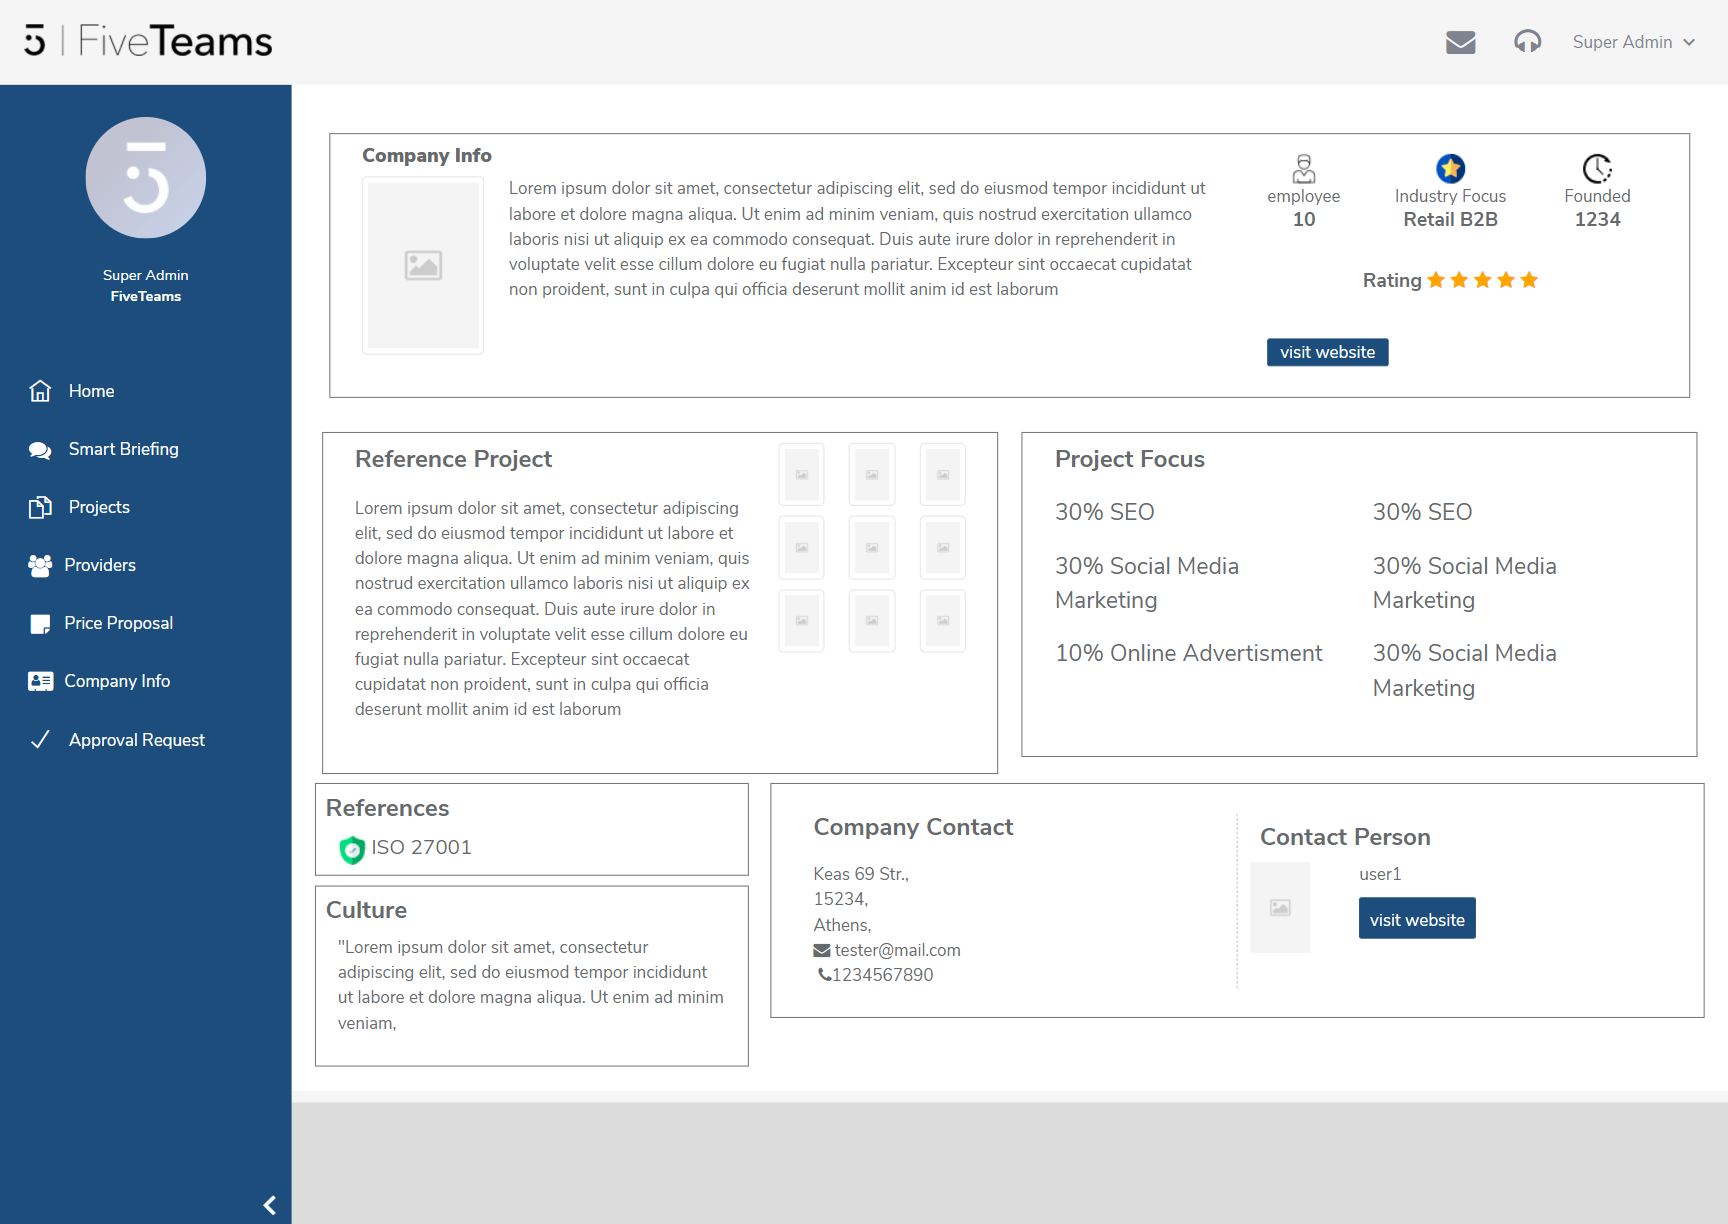 FiveTeams
Super Admin
Super Admin
FiveTeams
Home
Smart Briefing
Projects
Providers
Price Proposal
Company Info
Approval Request
Company Info
Lorem ipsum dolor sit amet, consectetur adipiscing elit, sed do eiusmod tempor incididunt ut
labore et dolore magna aliqua. Ut enim ad minim veniam, quis nostrud exercitation ullamco
laboris nisi ut aliquip ex ea commodo consequat. Duis aute irure dolor in reprehenderit in
voluptate velit esse cillum dolore eu fugiat nulla pariatur. Excepteur sint occaecat cupidatat
non proident, sunt in culpa qui officia deserunt mollit anim id est laborum
employee
10
Industry Focus
Retail B2B
Founded
1234
Rating
visit website
Reference Project
Lorem ipsum dolor sit amet, consectetur adipiscing
elit, sed do eiusmod tempor incididunt ut labore et
dolore magna aliqua. Ut enim ad minim veniam, quis
nostrud exercitation ullamco laboris nisi ut aliquip ex
ea commodo consequat. Duis aute irure dolor in
reprehenderit in voluptate velit esse cillum dolore eu
fugiat nulla pariatur. Excepteur sint occaecat
cupidatat non proident, sunt in culpa qui officia
deserunt mollit anim id est laborum
Project Focus
30% SEO
30% Social Media
Marketing
10% Online Advertisment
30% SEO
30% Social Media
Marketing
30% Social Media
Marketing
References
ISO 27001
Culture
"Lorem ipsum dolor sit amet, consectetur
adipiscing elit, sed do eiusmod tempor incididunt
ut labore et dolore magna aliqua. Ut enim ad minim
veniam,
Company Contact
Keas 69 Str.,
15234,
Athens,
tester@mail.com
1234567890
Contact Person
user1
visit website